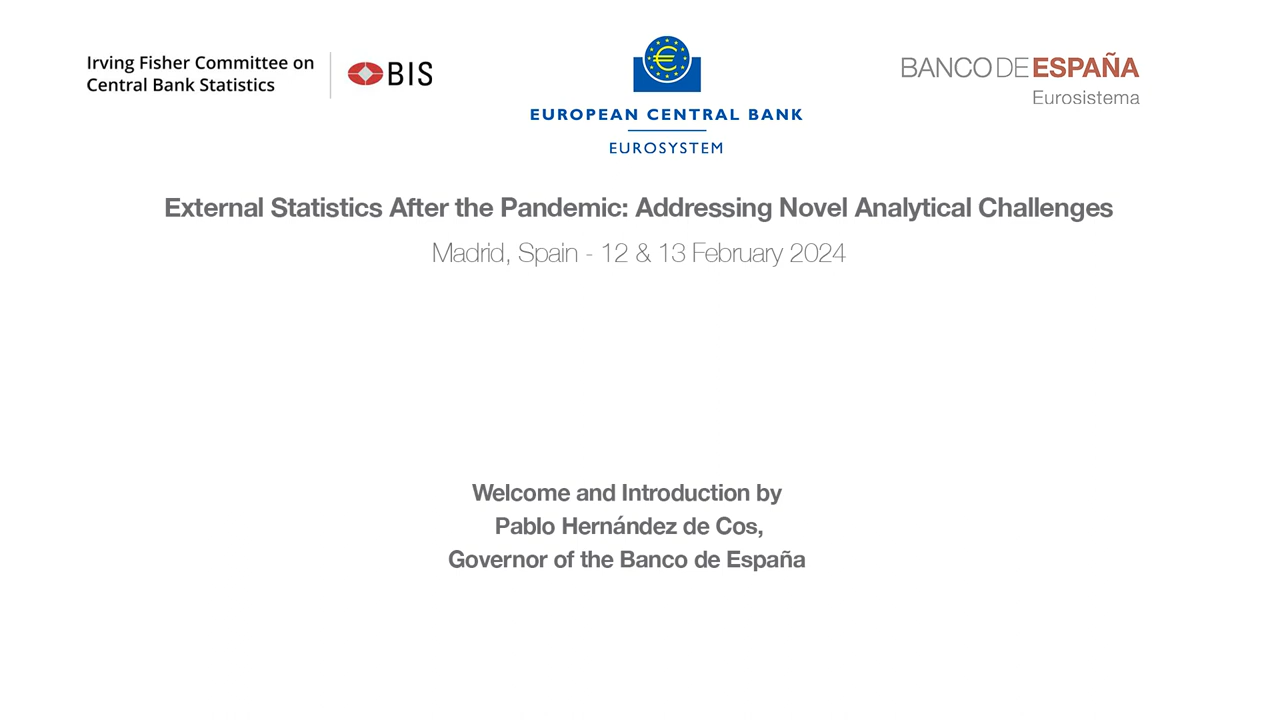 Irving Fisher Committee on
Central Bank Statistics
BIS
EUROPEAN CENTRAL BANK
EUROSYSTEM
BANCO DE ESPAÑA
Eurosistema
External Statistics After the Pandemic: Addressing Novel Analytical Challenges
Madrid, Spain - 12 & 13 February 2024
Welcome and Introduction by
Pablo Hernández de Cos,
Governor of the Banco de España